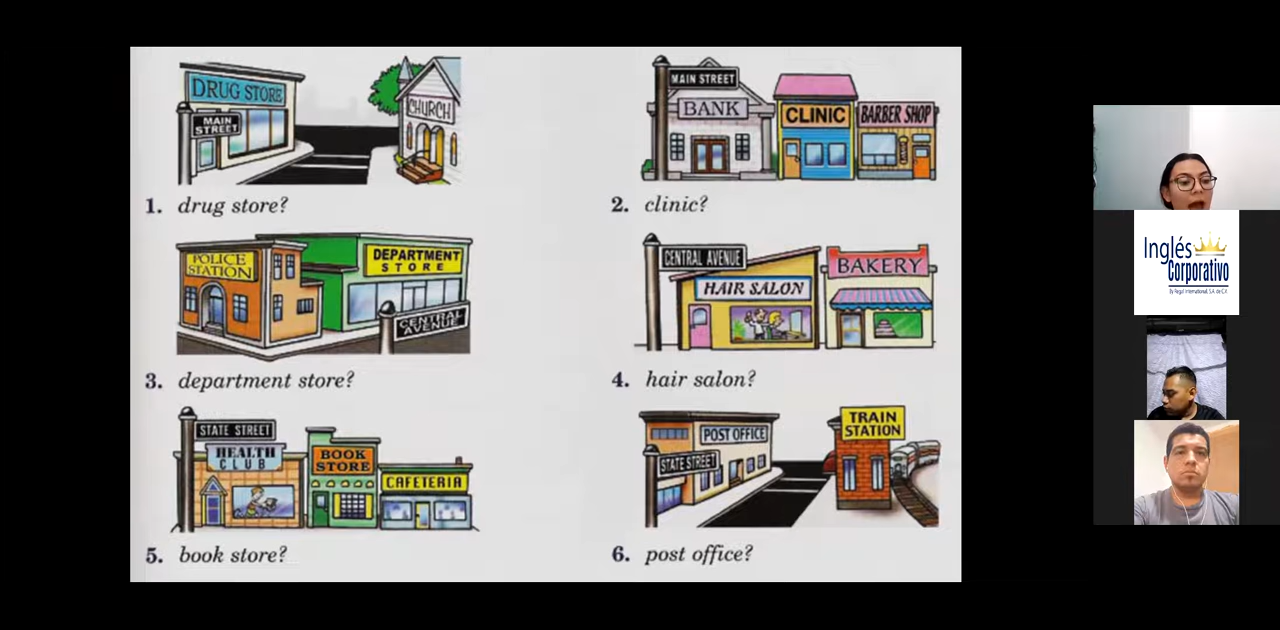 DRUG STORE
MAIN
STREET
CHURCH
1. drug store?
MAIN STREET
BANK
CLINIC
BARBER SHOP
2. clinic?
POLICE
STATION
DEPARTMENT
STORE
CENTRAL
AVENUE
3. department store?
CENTRAL AVENUE
HAIR SALON
BAKERY
4. hair salon?
STATE STREET
HEALTH
CLUB
BOOK
STORE
CAFETERIA
5. book store?
POST OFFICE
STATE STREET
TRAIN
STATION
6. post office?
Inglés
Corporativo